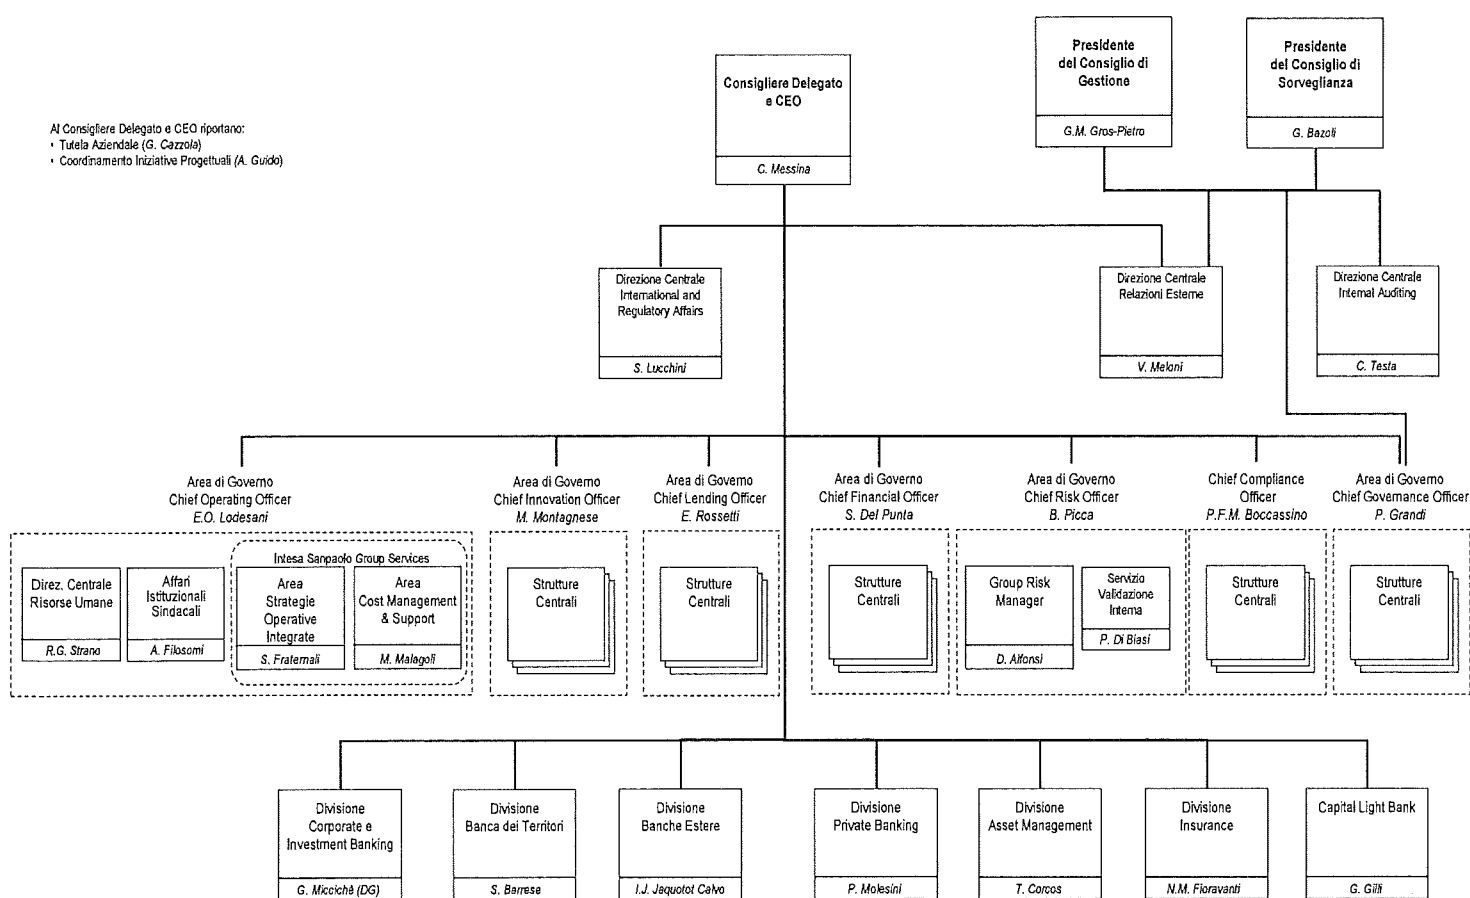 Presidente
del Consiglio di
Gestione
G.M. Gros-Pietro
Presidente
del Consiglio di
Sorveglianza
G. Bazoli
Consigliere Delegato
e CEO
C. Messina
Al Consigliere Delegato e CEO riportano:
• Tutela Aziendale (G. Cazzola)
• Coordinamento Iniziative Progettuali (A. Guido)
Direzione Centrale
International and
Regulatory Affairs
S. Lucchini
Direzione Centrale
Relazioni Esterne
V. Meloni
Direzione Centrale
Internal Auditing
C. Testa
Area di Governo
Chief Operating Officer
E.O. Lodesani
Area di Governo
Chief Innovation Officer
M. Montagnese
Area di Governo
Chief Lending Officer
E. Rossetti
Area di Governo
Chief Financial Officer
S. Del Punta
Area di Governo
Chief Risk Officer
B. Picca
Chief Compliance
Officer
P.F.M. Boccassino
Area di Governo
Chief Governance Officer
P. Grandi
Direz. Centrale
Risorse Umane
R.G. Strano
Affari
Istituzionali
Sindacali
A. Filosomi
Intesa Sanpaolo Group Services
Area
Strategie
Operative
Integrate
S. Fraternali
Area
Cost Management
& Support
M. Malagoli
Strutture
Centrali
Strutture
Centrali
Strutture
Centrali
Group Risk
Manager
D. Alfonsi
Servizio
Validazione
Interna
P. Di Biasi
Strutture
Centrali
Strutture
Centrali
Divisione
Corporate e
Investment Banking
G. Miccichè (DG)
Divisione
Banca dei Territori
S. Barrese
Divisione
Banche Estere
I.J. Jaquotot Calvo
Divisione
Private Banking
P. Molesini
Divisione
Asset Management
T. Corcos
Divisione
Insurance
N.M. Fioravanti
Capital Light Bank
G. Gilli